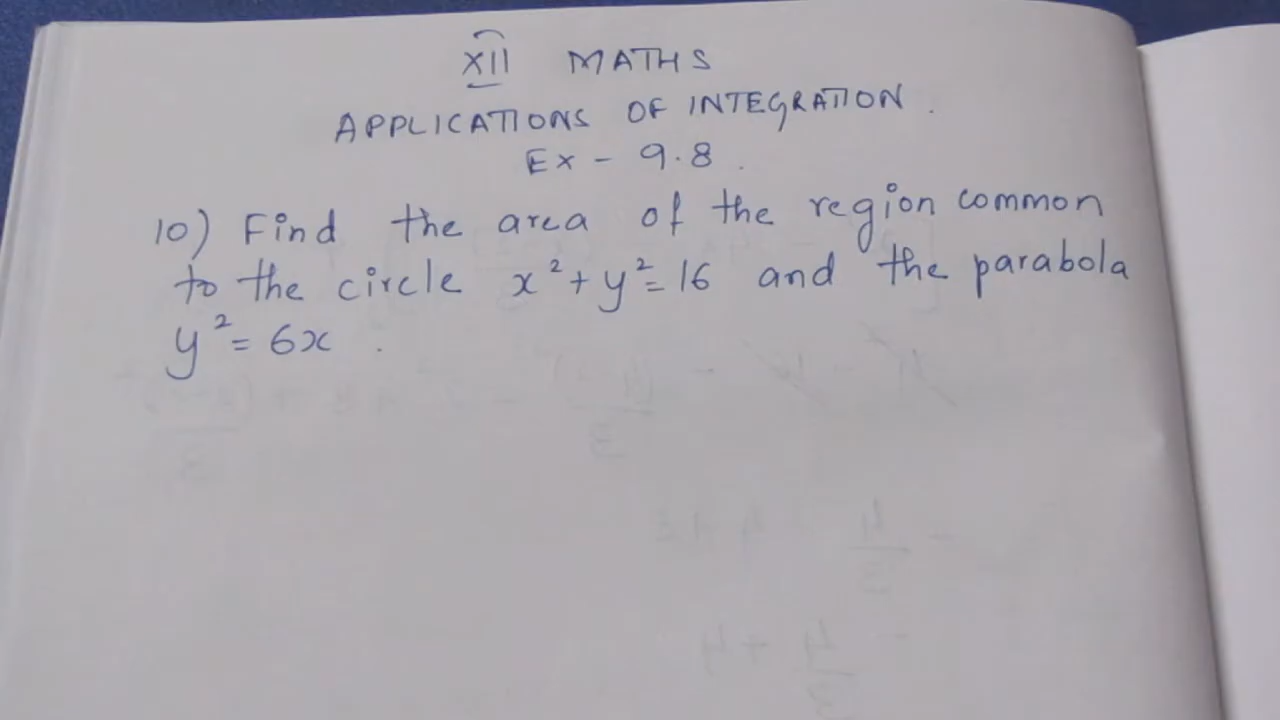 XII MATHS
APPLICATIONS OF INTEGRATION.
Ex - 9.8.
10) Find the area of the region common
to the circle x² + y² = 16 and the parabola
y² = 6x.